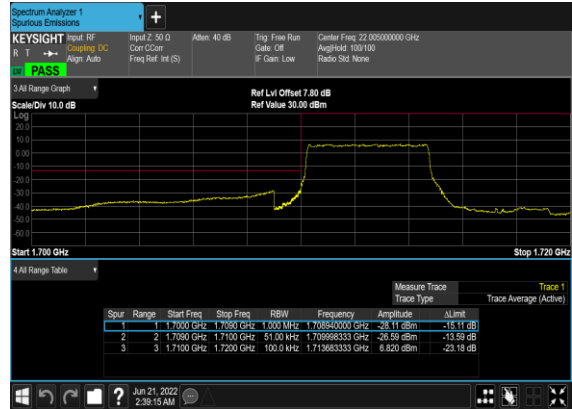 Spectrum Analyzer 1
Spurious Emissions
+
KEYSIGHT Input: RF Input Z: 50 Ω Atten: 40 dB Trig: Free Run Center Freq: 22.005000000 GHz
R T Coupling: DC Corr CCorr Gate: Off Avg|Hold: 100/100
Align: Auto Freq Ref: Int (S) IF Gain: Low Radio Std: None
PASS
3 All Range Graph
Ref Lvl Offset 7.80 dB
Scale/Div 10.0 dB Ref Value 30.00 dBm
Log
20.0
10.0
0.00
-10.0
-20.0
-30.0
-40.0
-50.0
-60.0
Start 1.700 GHz Stop 1.720 GHz
4 All Range Table
Measure Trace Trace 1
Trace Type Trace Average (Active)
Spur Range Start Freq Stop Freq RBW Frequency Amplitude ΔLimit
1 1 1.7000 GHz 1.7090 GHz 1.000 MHz 1.708940000 GHz -28.11 dBm -15.11 dB
2 2 1.7090 GHz 1.7100 GHz 51.00 kHz 1.709998333 GHz -26.59 dBm -13.59 dB
3 3 1.7100 GHz 1.7200 GHz 100.0 kHz 1.713683333 GHz 6.820 dBm -23.18 dB
? Jun 21, 2022
2:39:15 AM